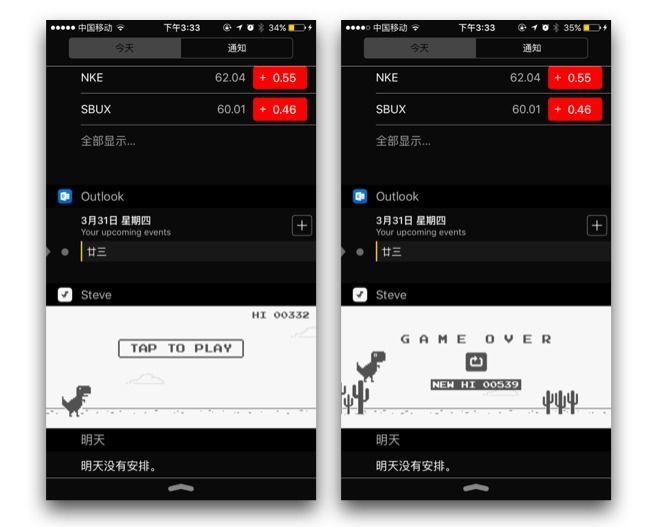 中国移动 下午3:33 34%
今天 通知
NKE 62.04 + 0.55
SBUX 60.01 + 0.46
全部显示...
Outlook
3月31日 星期四
Your upcoming events
廿三
Steve
HI 00332
TAP TO PLAY
明天
明天没有安排。
中国移动 下午3:33 35%
今天 通知
NKE 62.04 + 0.55
SBUX 60.01 + 0.46
全部显示...
Outlook
3月31日 星期四
Your upcoming events
廿三
Steve
GAME OVER
NEW HI 00539
明天
明天没有安排。